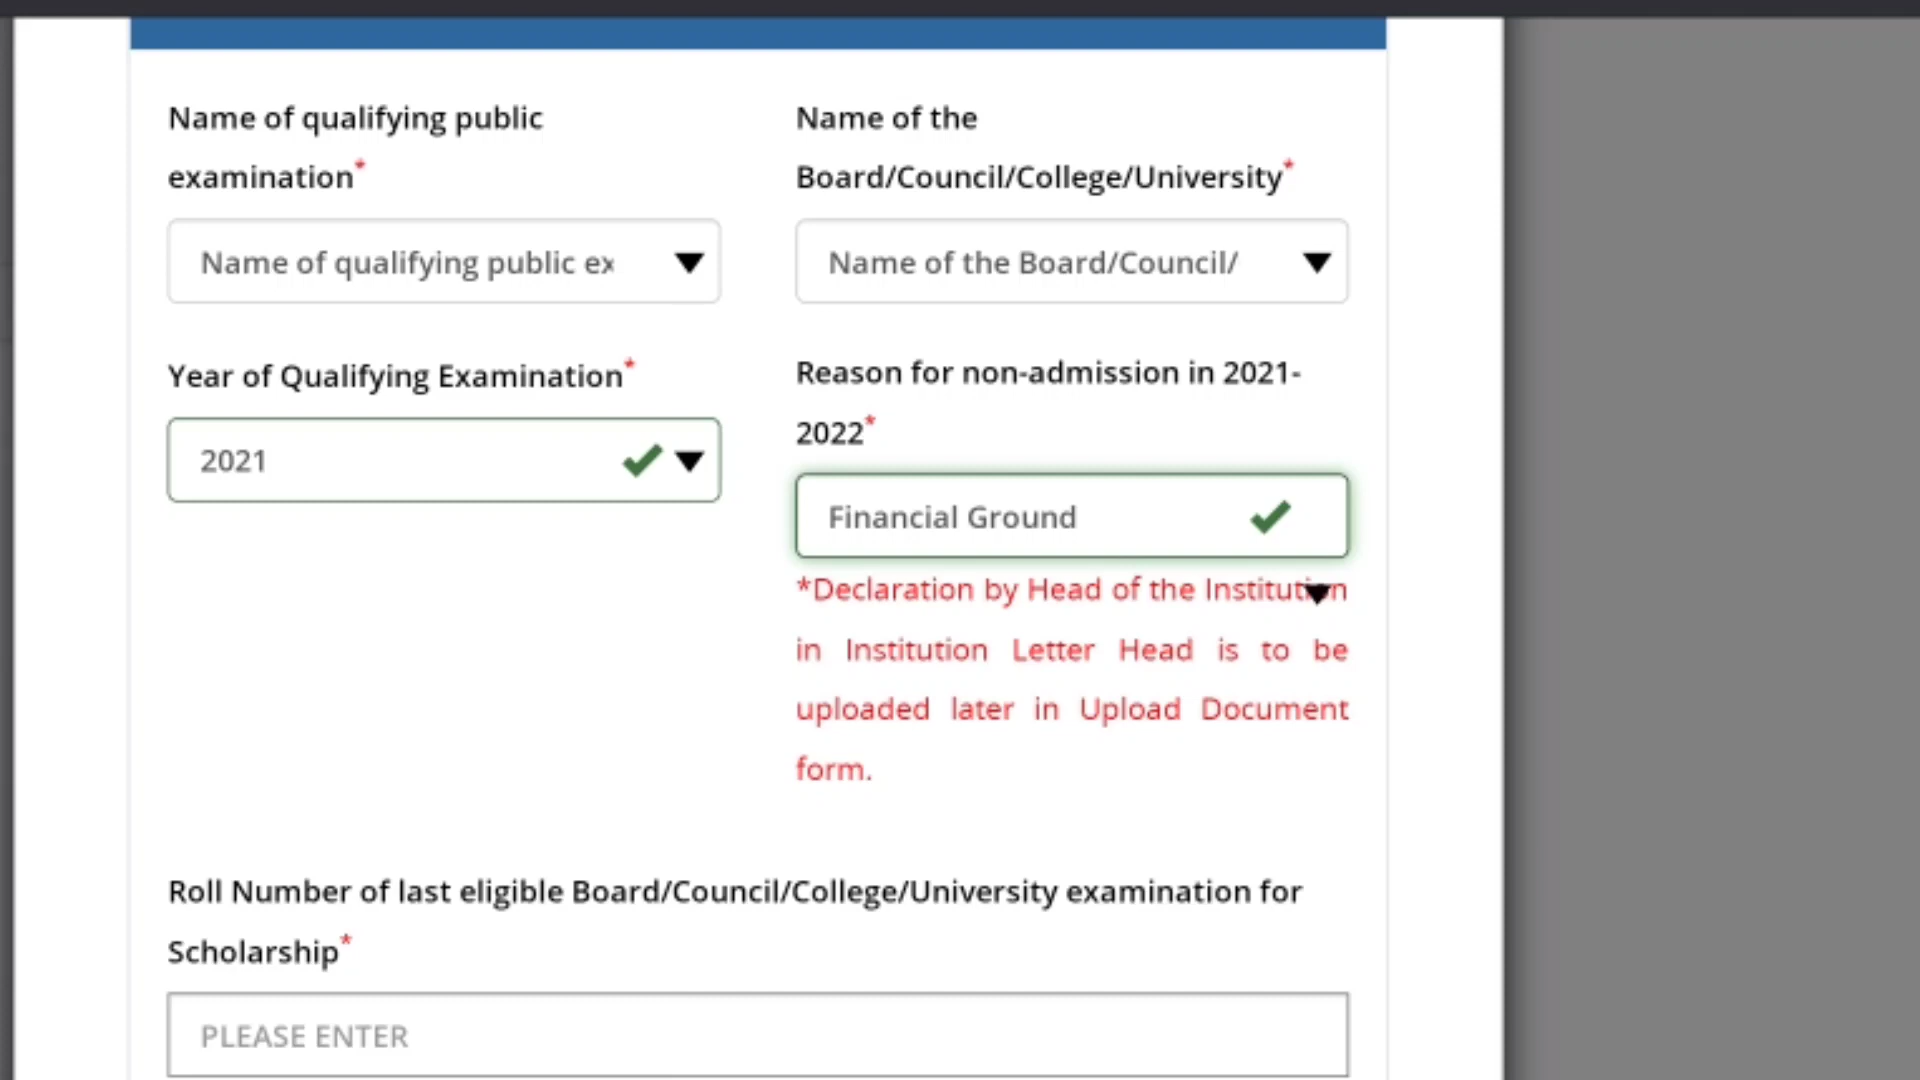 Name of qualifying public
examination*
Name of qualifying public ex
Name of the
Board/Council/College/University*
Name of the Board/Council/
Year of Qualifying Examination*
2021
Reason for non-admission in 2021-
2022*
Financial Ground
*Declaration by Head of the Institution
in Institution Letter Head is to be
uploaded later in Upload Document
form.
Roll Number of last eligible Board/Council/College/University examination for
Scholarship*
PLEASE ENTER